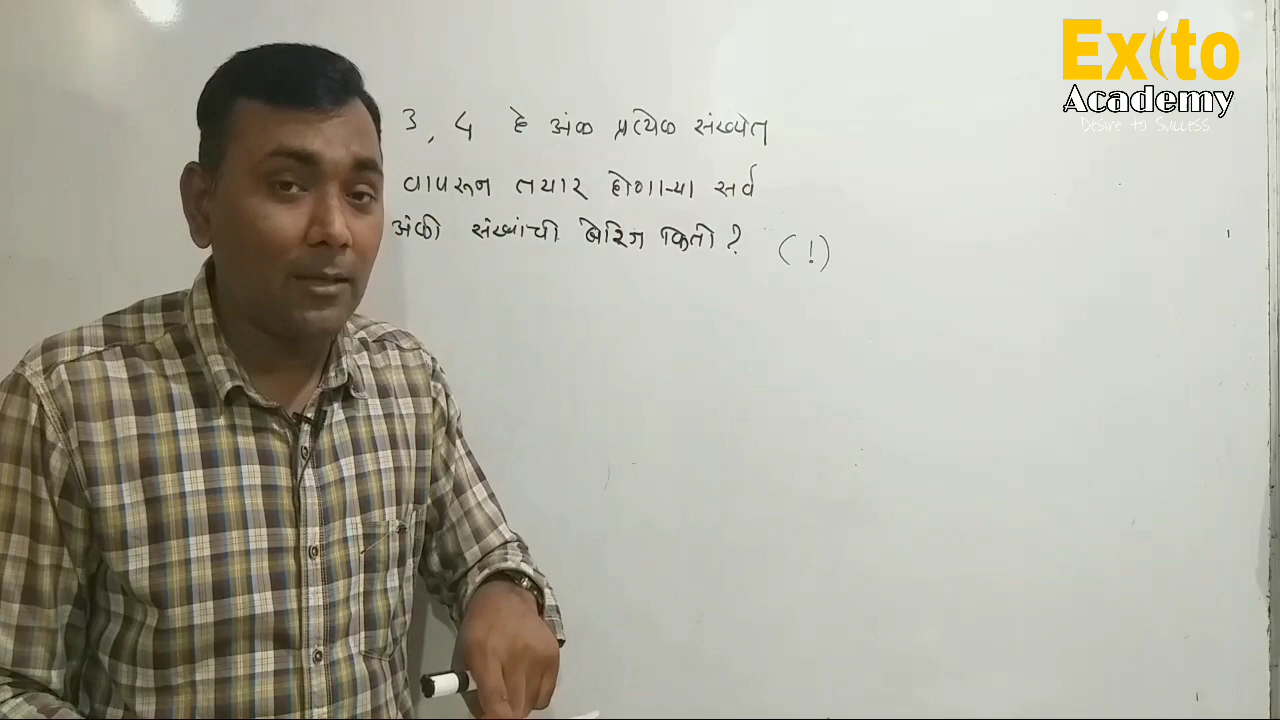 Exito
Academy
Desire to Success
3, 4 हे अंक प्रत्येक संख्येत
वापरून तयार होणाऱ्या सर्व
अंकी संख्यांची बेरिज किती? (!)